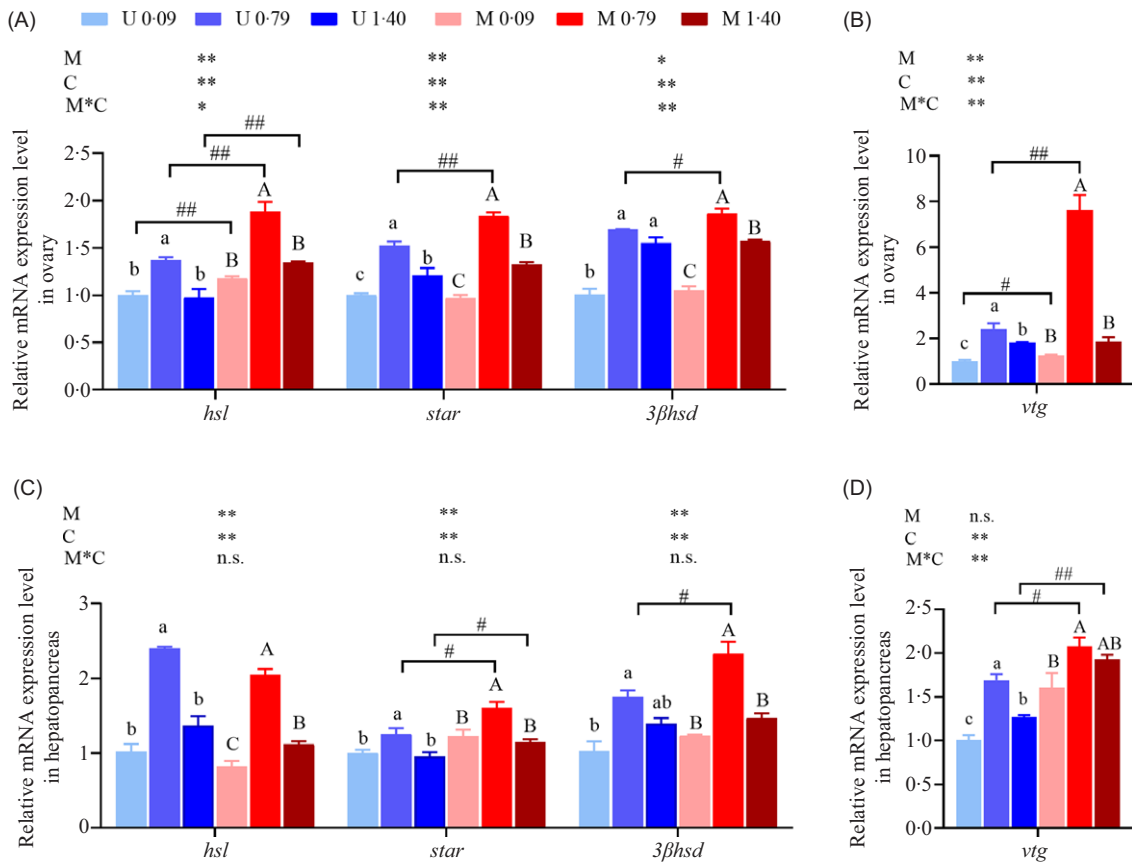 (A) U 0·09 U 0·79 U 1·40 M 0·09 M 0·79 M 1·40
M ** ** *
C ** ** **
M*C * ** **
Relative mRNA expression level
in ovary
2·5
2·0
1·5
1·0
0·5
0·0
## ## ## ## #
b a b B A B
c a b C A B
b a a C A B
hsl star 3βhsd
(B)
M **
C **
M*C **
Relative mRNA expression level
in ovary
10
8
6
4
2
0
##
#
c a b B A B
vtg
(C)
M ** ** **
C ** ** **
M*C n.s. n.s. n.s.
Relative mRNA expression level
in hepatopancreas
3
2
1
0
# # #
b a b C A B
b a b B A B
b a ab B A B
hsl star 3βhsd
(D)
M n.s.
C **
M*C **
Relative mRNA expression level
in hepatopancreas
2·5
2·0
1·5
1·0
0·5
0·0
##
#
c a b B A AB
vtg